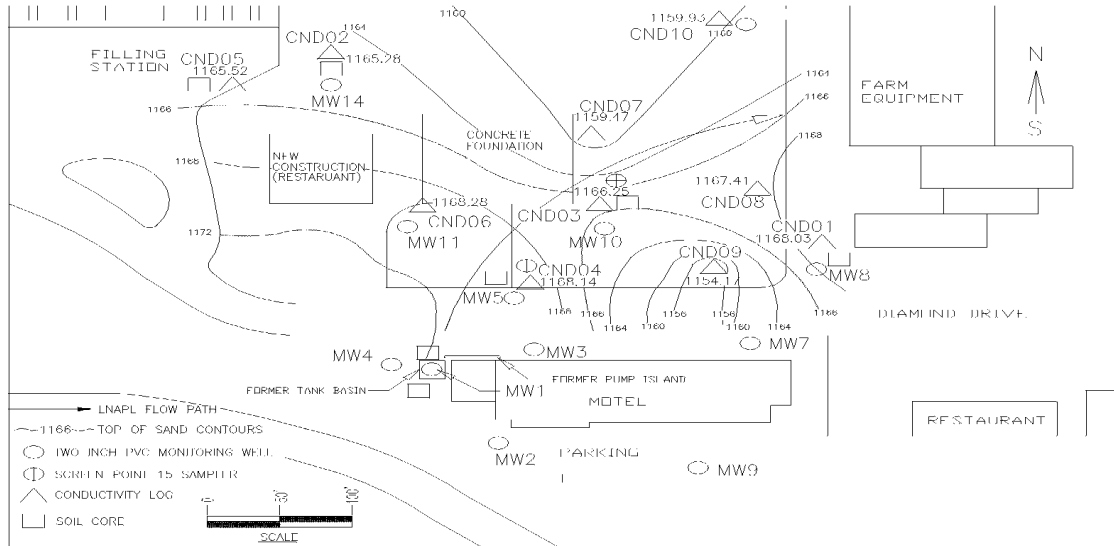 1160
1159.93
CND10
1160
1164
CND02
1165.28
FILLING
STATION
CND05
1165.52
MW14
1166
N
S
1164
1166
FARM
EQUIPMENT
CND07
1159.47
CONCRETE
FOUNDATION
1168
1168
NEW
CONSTRUCTION
(RESTARUANT)
1168.28
CND06
MW11
1166.25
CND03
MW10
1167.41
CND08
CND01
1168.03
MW8
1172
CND09
1154.17
CND04
1168.14
MW5
1168
1166
1164
1160
1156
1156
1160
1164
1166
DIAMOND DRIVE
MW7
MW3
MW4
MW1
FORMER TANK BASIN
FORMER PUMP ISLAND
MOTEL
RESTAURANT
LNAPL FLOW PATH
1166 TOP OF SAND CONTOURS
TWO INCH PVC MONITORING WELL
SCREEN POINT 15 SAMPLER
CONDUCTIVITY LOG
SOIL CORE
MW2
PARKING
MW9
0 100'
SCALE